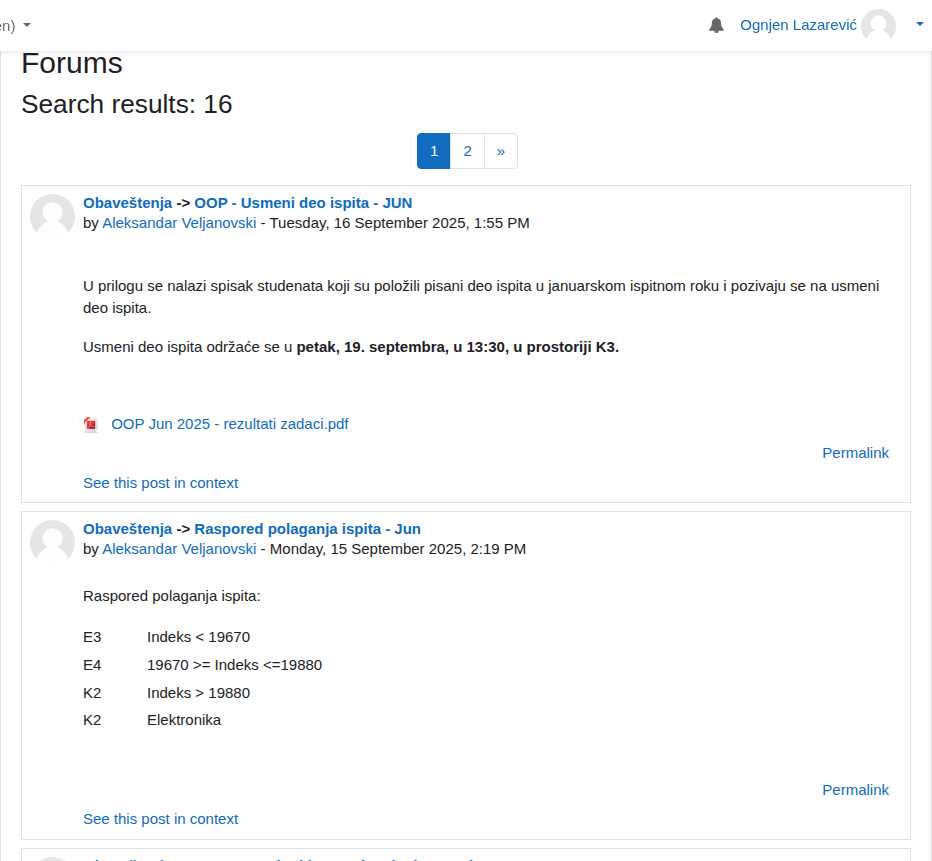 en)
Ognjen Lazarević
Forums
Search results: 16
1 2 »
Obaveštenja -> OOP - Usmeni deo ispita - JUN
by Aleksandar Veljanovski - Tuesday, 16 September 2025, 1:55 PM
U prilogu se nalazi spisak studenata koji su položili pisani deo ispita u januarskom ispitnom roku i pozivaju se na usmeni
deo ispita.
Usmeni deo ispita održaće se u petak, 19. septembra, u 13:30, u prostoriji K3.
OOP Jun 2025 - rezultati zadaci.pdf
Permalink
See this post in context
Obaveštenja -> Raspored polaganja ispita - Jun
by Aleksandar Veljanovski - Monday, 15 September 2025, 2:19 PM
Raspored polaganja ispita:
E3 Indeks < 19670
E4 19670 >= Indeks <=19880
K2 Indeks > 19880
K2 Elektronika
Permalink
See this post in context